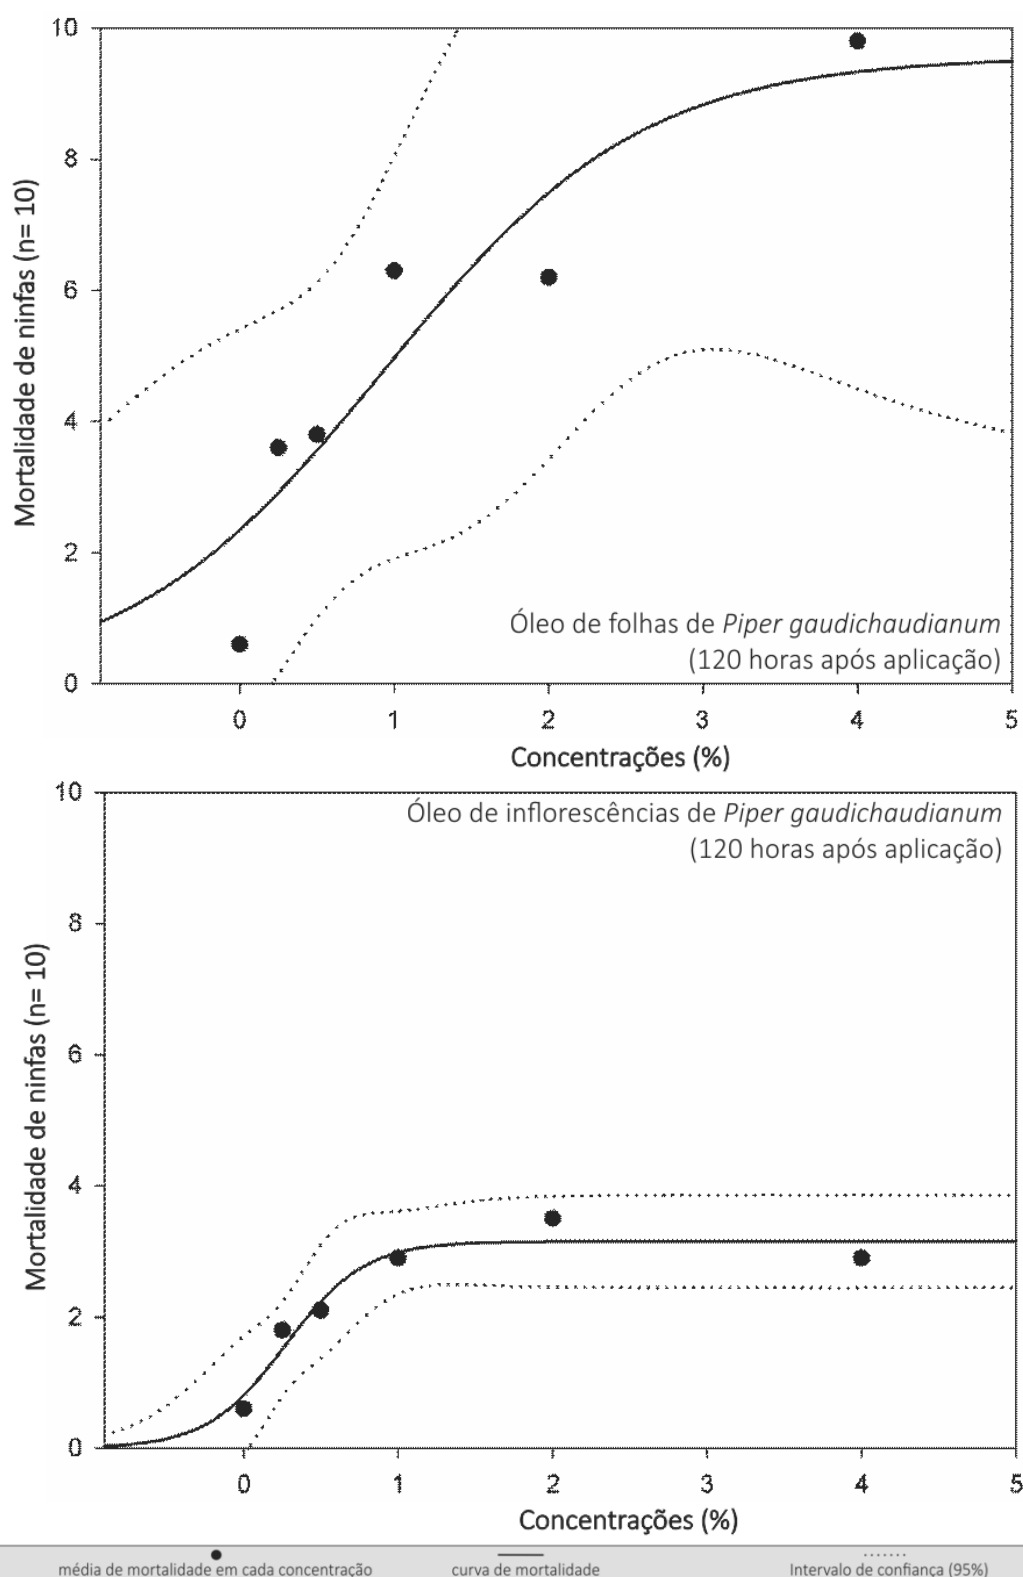 10
8
6
4
2
0
Mortalidade de ninfas (n= 10)
Óleo de folhas de Piper gaudichaudianum
(120 horas após aplicação)
0 1 2 3 4 5
Concentrações (%)
10
Óleo de inflorescências de Piper gaudichaudianum
(120 horas após aplicação)
8
6
4
2
0
Mortalidade de ninfas (n= 10)
0 1 2 3 4 5
Concentrações (%)
média de mortalidade em cada concentração curva de mortalidade Intervalo de confiança (95%)